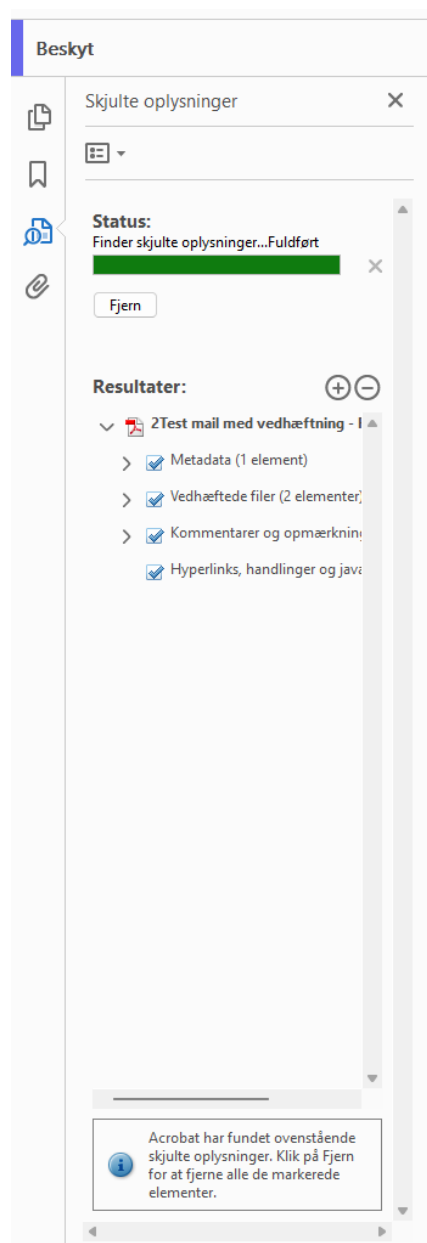 Beskyt
Skjulte oplysninger
Status:
Finder skjulte oplysninger...Fuldført
Fjern
Resultater:
2Test mail med vedhæftning -
Metadata (1 element)
Vedhæftede filer (2 elementer)
Kommentarer og opmærkning
Hyperlinks, handlinger og java
Acrobat har fundet ovenstående
skjulte oplysninger. Klik på Fjern
for at fjerne alle de markerede
elementer.